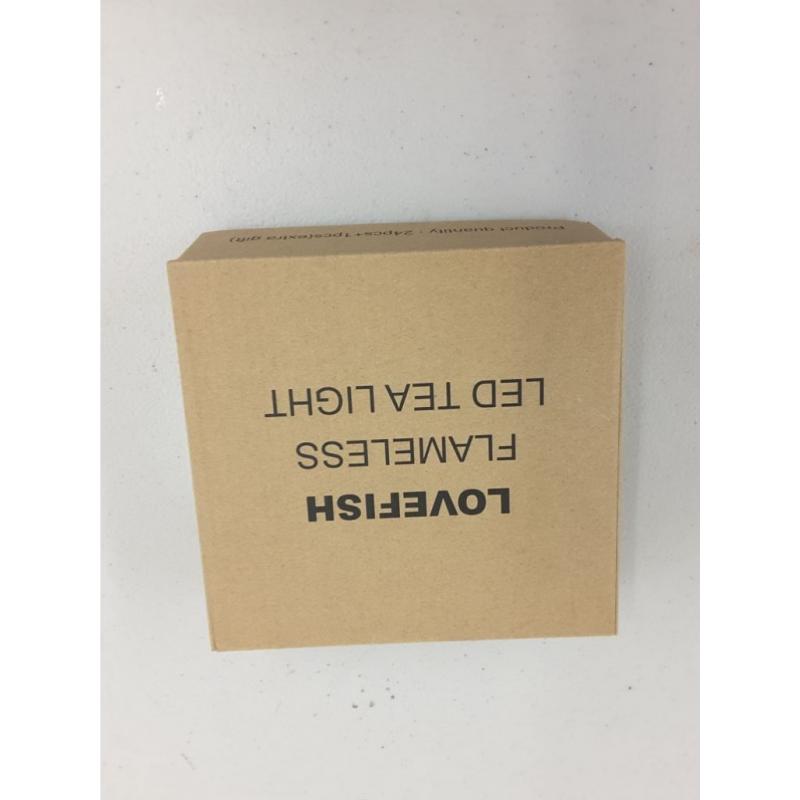 LOVEFISH
FLAMELESS
LED TEA LIGHT
Product quantity : 24pcs+1pcs(extra gift)